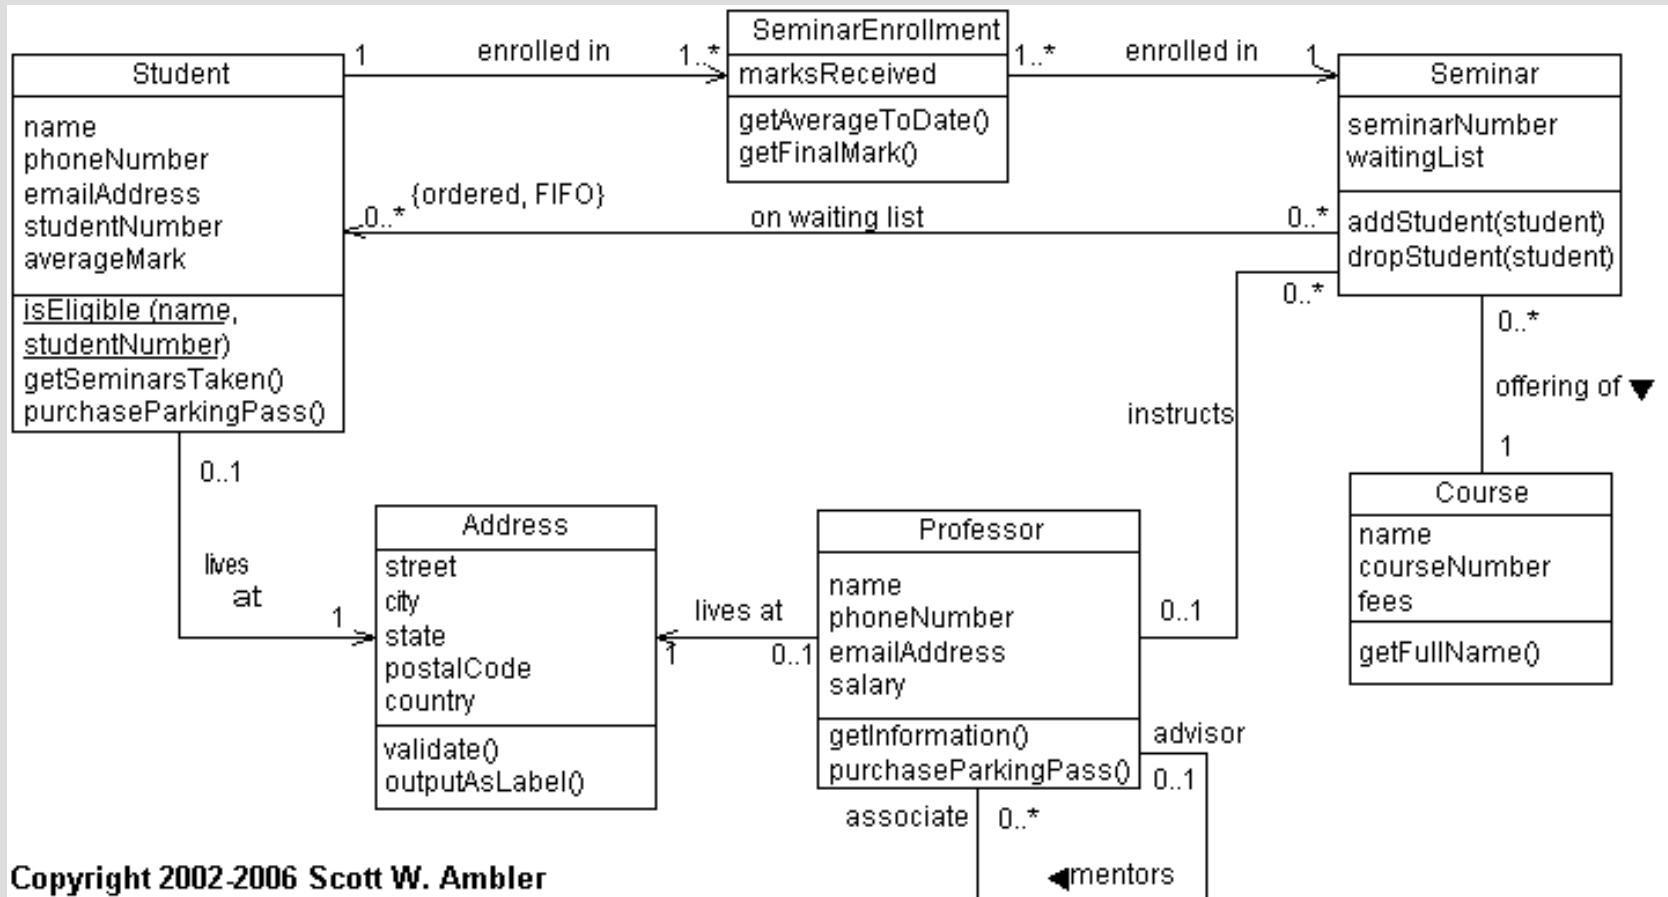 Student
name
phoneNumber
emailAddress
studentNumber
averageMark
isEligible (name,
studentNumber)
getSeminarsTaken()
purchaseParkingPass()
1
enrolled in
1..*
SeminarEnrollment
marksReceived
getAverageToDate()
getFinalMark()
1..*
enrolled in
1
Seminar
seminarNumber
waitingList
addStudent(student)
dropStudent(student)
0..*
{ordered, FIFO}
on waiting list
0..*
0..*
instructs
0..1
0..*
offering of
1
Course
name
courseNumber
fees
getFullName()
0..1
lives
at
1
Address
street
city
state
postalCode
country
validate()
outputAsLabel()
lives at
1
0..1
Professor
name
phoneNumber
emailAddress
salary
getInformation()
purchaseParkingPass()
advisor
0..1
associate
0..*
mentors
Copyright 2002-2006 Scott W. Ambler